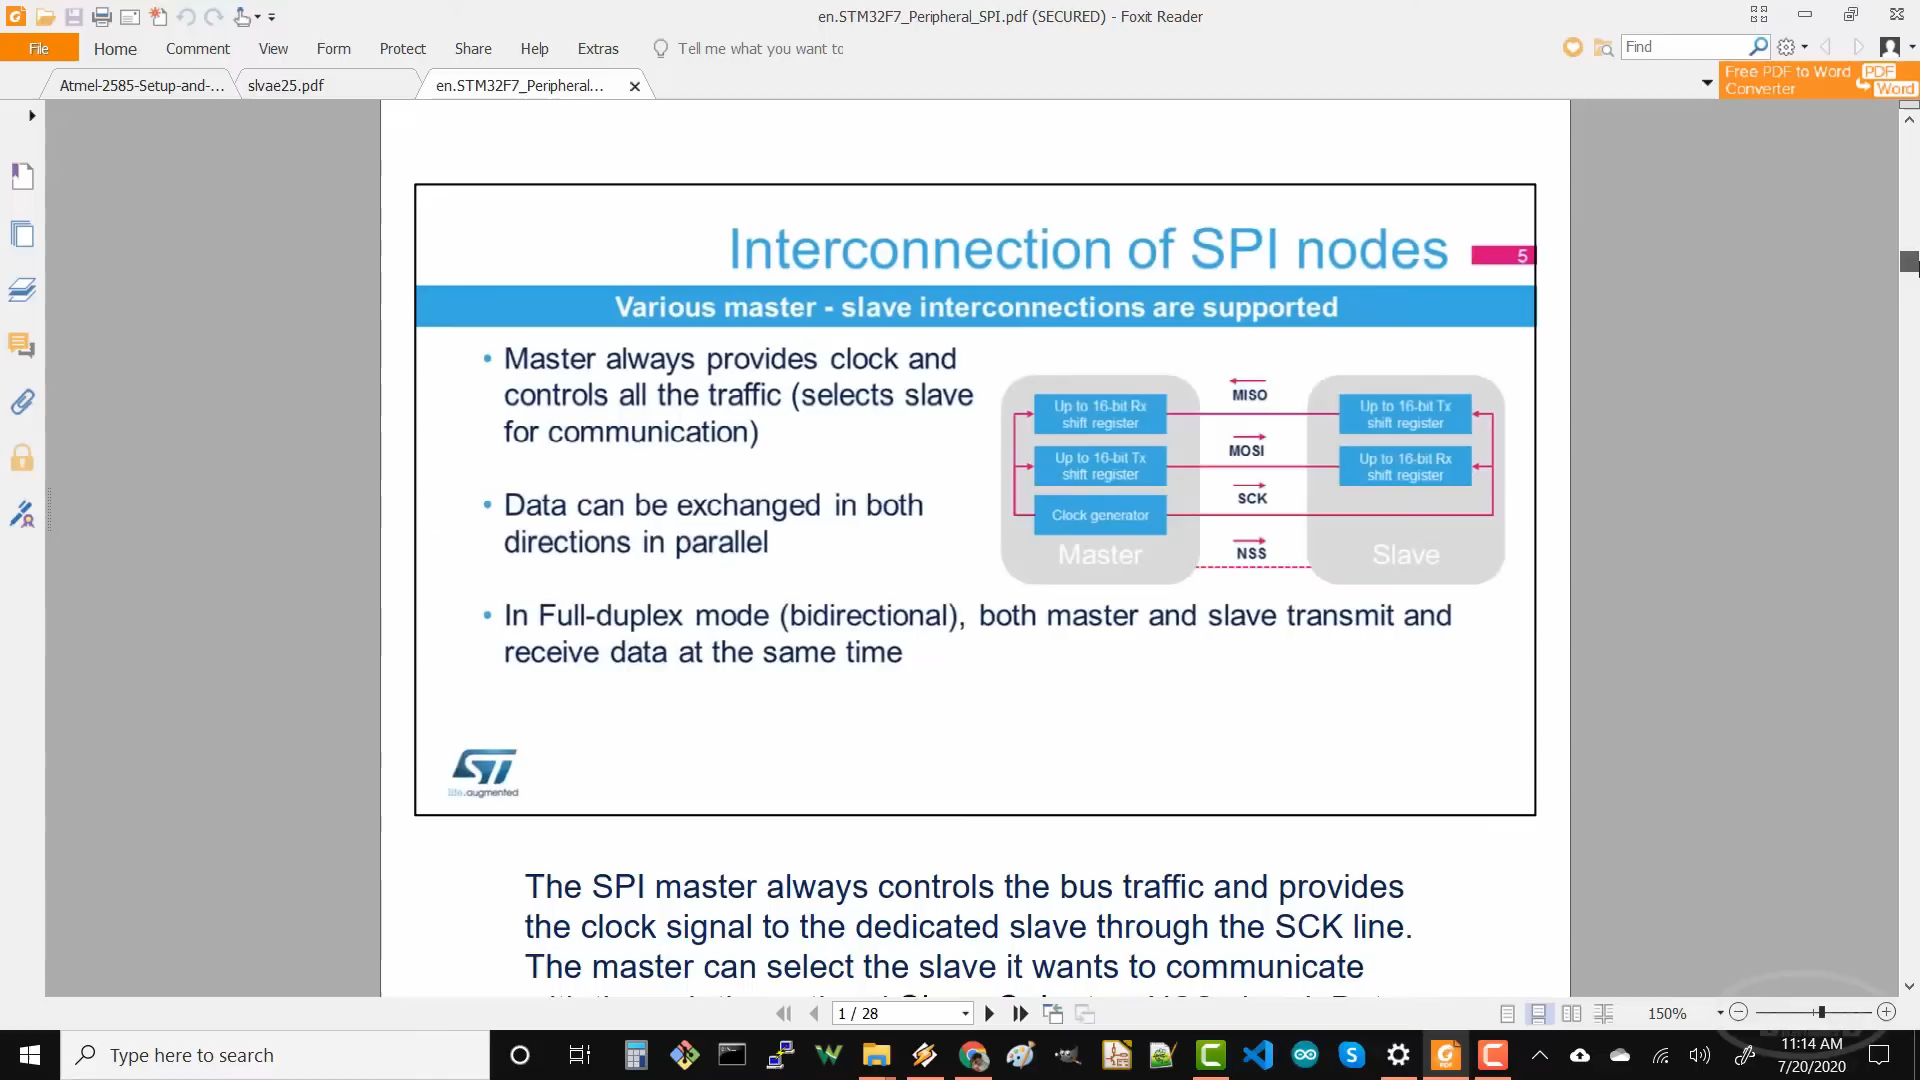 en.STM32F7_Peripheral_SPI.pdf (SECURED) - Foxit Reader
File Home Comment View Form Protect Share Help Extras Tell me what you want tc Find
Atmel-2585-Setup-and-... slvae25.pdf en.STM32F7_Peripheral...
Free PDF to Word
Converter
PDF
Word
Interconnection of SPI nodes
5
Various master - slave interconnections are supported
• Master always provides clock and
controls all the traffic (selects slave
for communication)
• Data can be exchanged in both
directions in parallel
• In Full-duplex mode (bidirectional), both master and slave transmit and
receive data at the same time
Up to 16-bit Rx
shift register
Up to 16-bit Tx
shift register
Clock generator
Master
MISO
MOSI
SCK
NSS
Up to 16-bit Tx
shift register
Up to 16-bit Rx
shift register
Slave
ST
life.augmented
The SPI master always controls the bus traffic and provides
the clock signal to the dedicated slave through the SCK line.
The master can select the slave it wants to communicate
1 / 28
150%
Type here to search
11:14 AM
7/20/2020